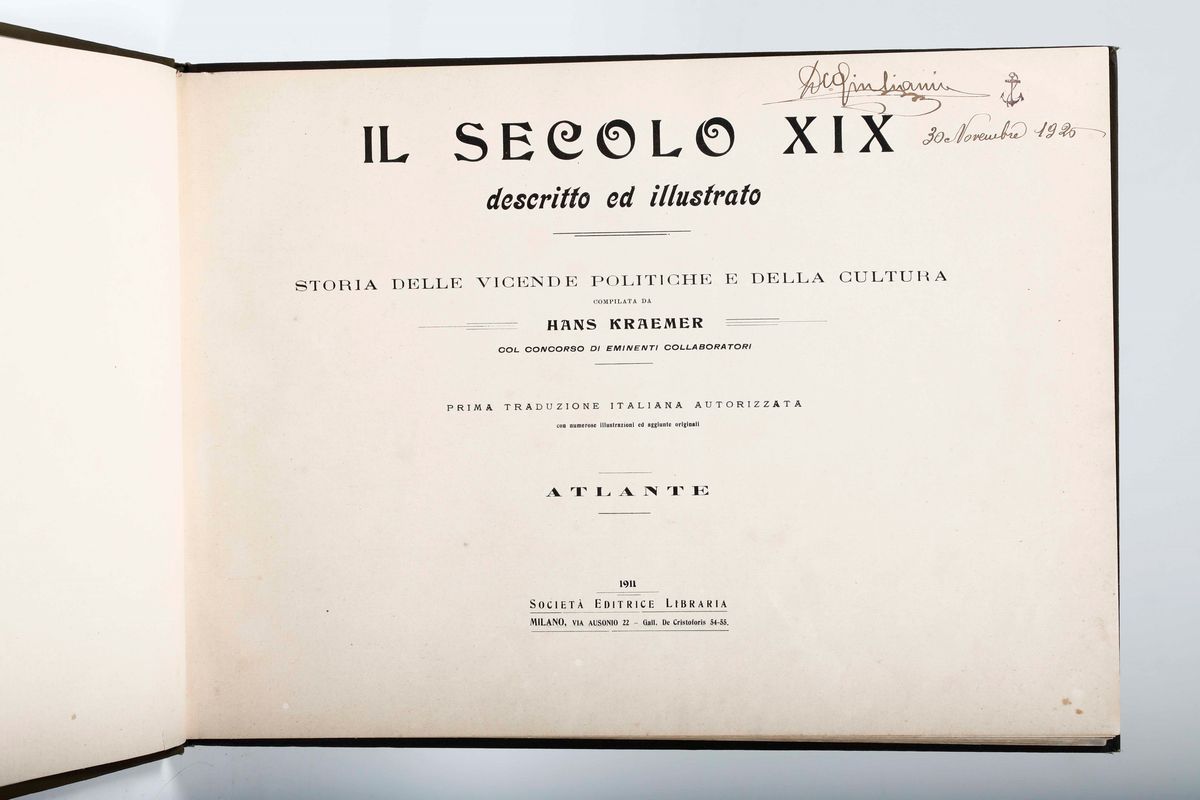 IL SECOLO XIX
30 Novembre 1920
descritto ed illustrato
STORIA DELLE VICENDE POLITICHE E DELLA CULTURA
COMPILATA DA
HANS KRAEMER
COL CONCORSO DI EMINENTI COLLABORATORI
PRIMA TRADUZIONE ITALIANA AUTORIZZATA
con numerose illustrazioni ed aggiunte originali
ATLANTE
1911
SOCIETÀ EDITRICE LIBRARIA
MILANO, VIA AUSONIO 22 – Gall. De Cristoforis 54-55.